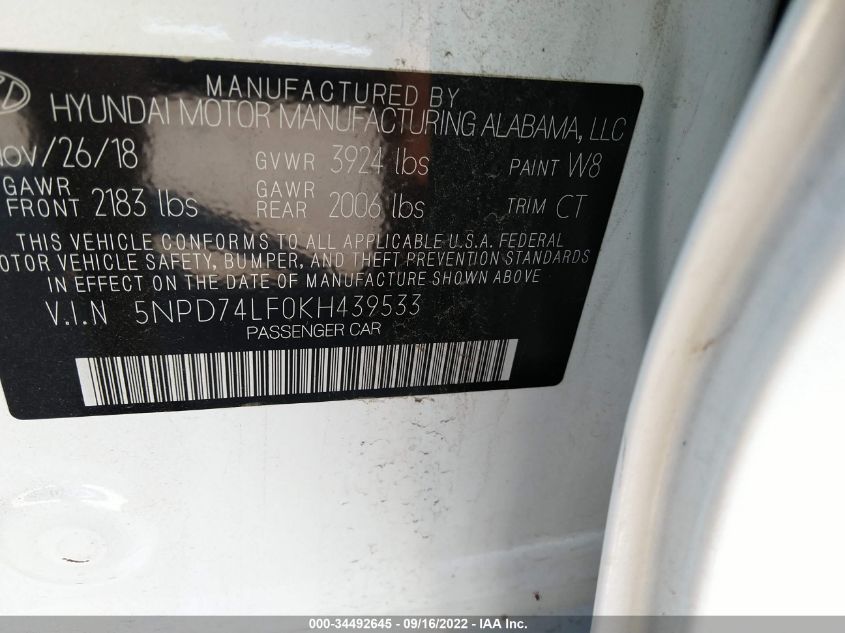 MANUFACTURED BY
HYUNDAI MOTOR MANUFACTURING ALABAMA, LLC
NOV/26/18 GVWR 3924 lbs PAINT W8
GAWR FRONT 2183 lbs GAWR REAR 2006 lbs TRIM CT
THIS VEHICLE CONFORMS TO ALL APPLICABLE U.S.A. FEDERAL
MOTOR VEHICLE SAFETY, BUMPER, AND THEFT PREVENTION STANDARDS
IN EFFECT ON THE DATE OF MANUFACTURE SHOWN ABOVE.
V.I.N 5NPD74LF0KH439533
PASSENGER CAR
000-34492645 - 09/16/2022 - IAA Inc.